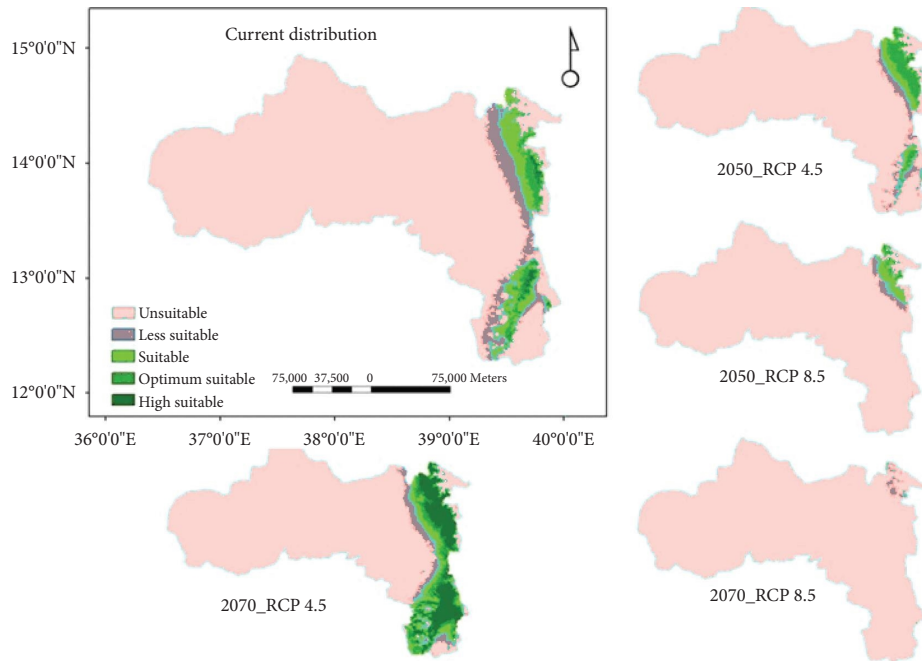 Current distribution
15°0'0"N
14°0'0"N
13°0'0"N
12°0'0"N
Unsuitable
Less suitable
Suitable
Optimum suitable
High suitable
75,000 37,500 0 75,000 Meters
36°0'0"E 37°0'0"E 38°0'0"E 39°0'0"E 40°0'0"E
2050_RCP 4.5
2050_RCP 8.5
2070_RCP 4.5
2070_RCP 8.5